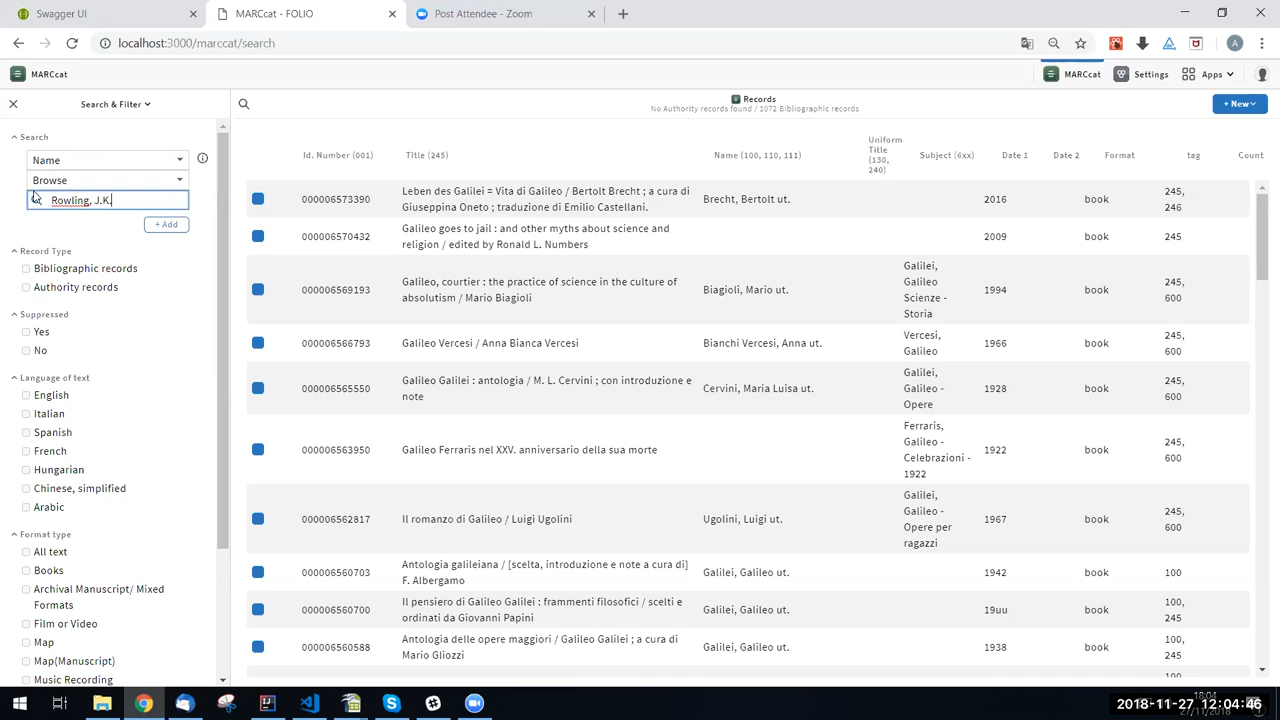 Swagger UI
MARCcat - FOLIO
Post Attendee - Zoom
localhost:3000/marccat/search
A
MARCcat
MARCcat
Settings
Apps
Search & Filter
Records
No Authority records found / 1072 Bibliographic records
+ New
Search
Name
Browse
Rowling, J.K.
+ Add
Record Type
Bibliographic records
Authority records
Suppressed
Yes
No
Language of text
English
Italian
Spanish
French
Hungarian
Chinese, simplified
Arabic
Format type
All text
Books
Archival Manuscript/ Mixed
Formats
Film or Video
Map
Map(Manuscript)
Music Recording
Id. Number (001)
Title (245)
Name (100, 110, 111)
Uniform
Title
(130,
240)
Subject (6xx)
Date 1
Date 2
Format
tag
Count
000006573390
Leben des Galilei = Vita di Galileo / Bertolt Brecht ; a cura di
Giuseppina Oneto ; traduzione di Emilio Castellani.
Brecht, Bertolt ut.
2016
book
245,
246
000006570432
Galileo goes to jail : and other myths about science and
religion / edited by Ronald L. Numbers
2009
book
245
000006569193
Galileo, courtier : the practice of science in the culture of
absolutism / Mario Biagioli
Biagioli, Mario ut.
Galilei,
Galileo
Scienze -
Storia
1994
book
245,
600
000006566793
Galileo Vercesi / Anna Bianca Vercesi
Bianchi Vercesi, Anna ut.
Vercesi,
Galileo
1966
book
245,
600
000006565550
Galileo Galilei : antologia / M. L. Cervini ; con introduzione e
note
Cervini, Maria Luisa ut.
Galilei,
Galileo -
Opere
1928
book
245,
600
000006563950
Galileo Ferraris nel XXV. anniversario della sua morte
Ferraris,
Galileo -
Celebrazioni -
1922
1922
book
245,
600
000006562817
Il romanzo di Galileo / Luigi Ugolini
Ugolini, Luigi ut.
Galilei,
Galileo -
Opere per
ragazzi
1967
book
245,
600
000006560703
Antologia galileiana / [scelta, introduzione e note a cura di]
F. Albergamo
Galilei, Galileo ut.
1942
book
100
000006560700
Il pensiero di Galileo Galilei : frammenti filosofici / scelti e
ordinati da Giovanni Papini
Galilei, Galileo ut.
19uu
book
100,
245
000006560588
Antologia delle opere maggiori / Galileo Galilei ; a cura di
Mario Gliozzi
Galilei, Galileo ut.
1938
book
100,
245
100
18:04
2018-11-27 12:04:46
27/11/2018